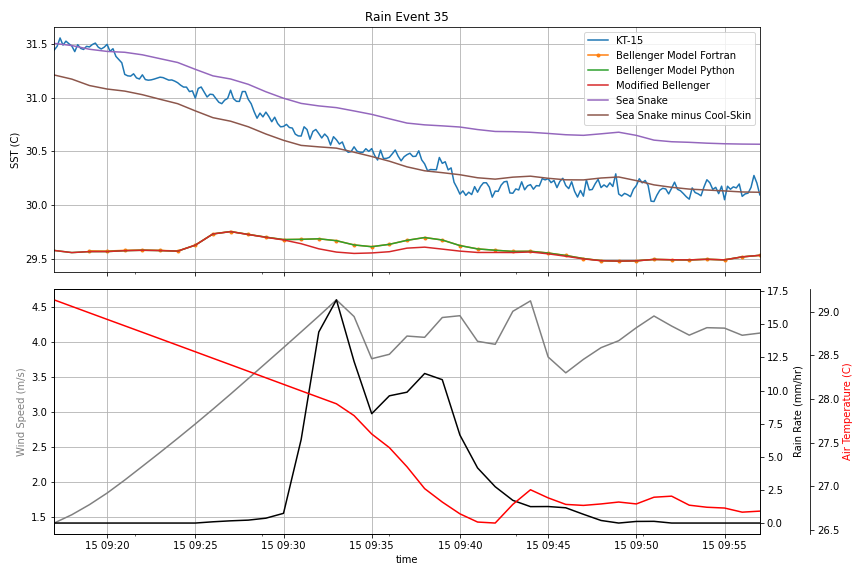 Rain Event 35
SST (C)
31.5
31.0
30.5
30.0
29.5
KT-15
Bellenger Model Fortran
Bellenger Model Python
Modified Bellenger
Sea Snake
Sea Snake minus Cool-Skin
Wind Speed (m/s)
4.5
4.0
3.5
3.0
2.5
2.0
1.5
17.5
15.0
12.5
10.0
7.5
5.0
2.5
0.0
Rain Rate (mm/hr)
29.0
28.5
28.0
27.5
27.0
26.5
Air Temperature (C)
15 09:20 15 09:25 15 09:30 15 09:35 15 09:40 15 09:45 15 09:50 15 09:55
time